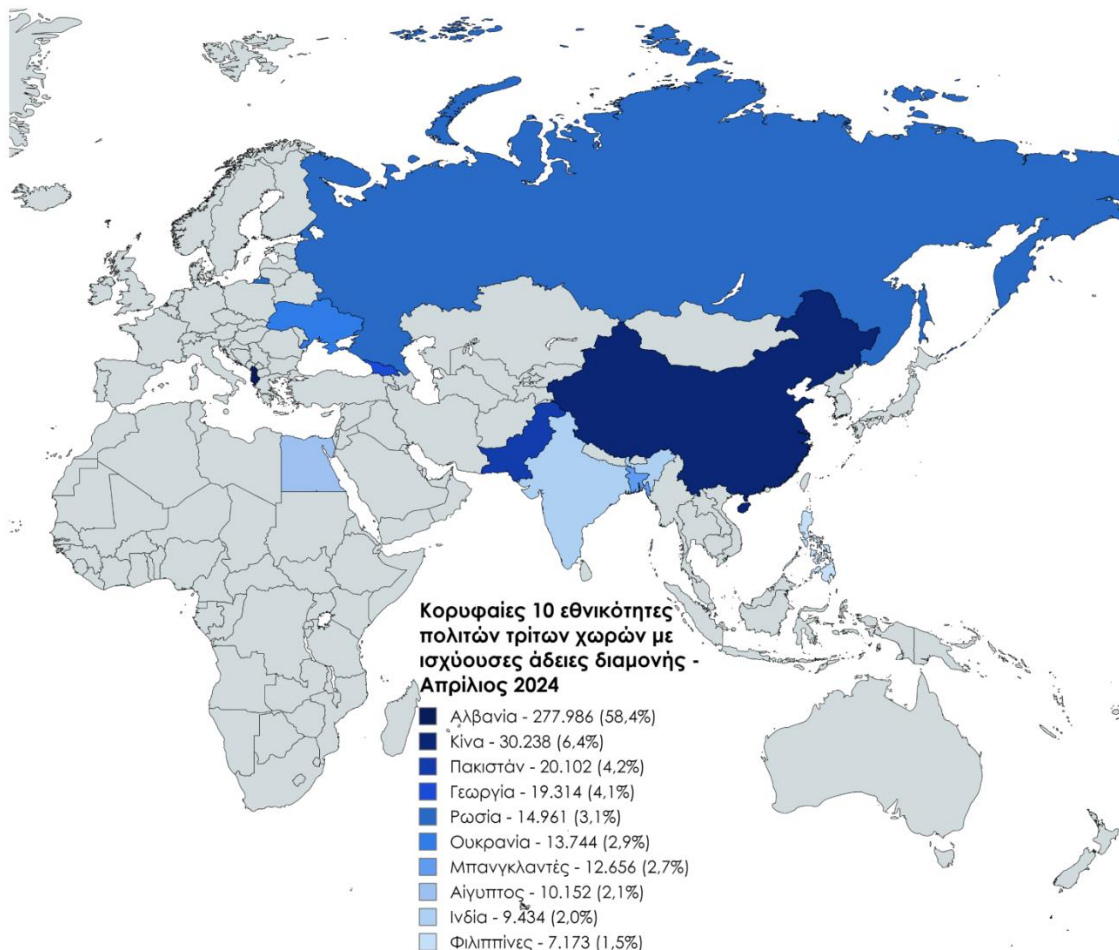 Κορυφαίες 10 εθνικότητες
πολιτών τρίτων χωρών με
ισχύουσες άδειες διαμονής -
Απρίλιος 2024
Αλβανία - 277.986 (58,4%)
Κίνα - 30.238 (6,4%)
Πακιστάν - 20.102 (4,2%)
Γεωργία - 19.314 (4,1%)
Ρωσία - 14.961 (3,1%)
Ουκρανία - 13.744 (2,9%)
Μπανγκλαντές - 12.656 (2,7%)
Αίγυπτος - 10.152 (2,1%)
Ινδία - 9.434 (2,0%)
Φιλιππίνες - 7.173 (1,5%)